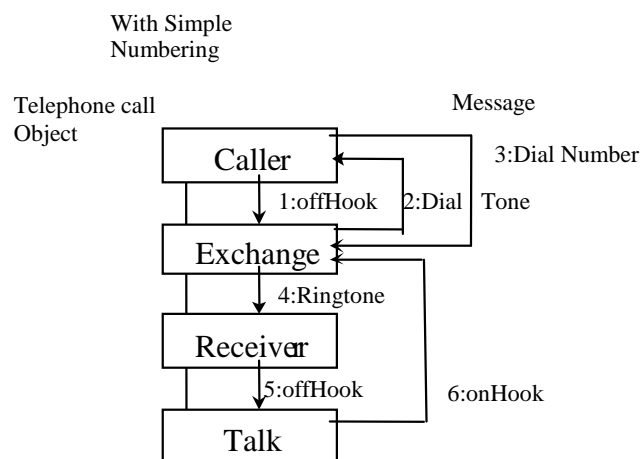 With Simple
Numbering
Telephone call
Object
Message
Caller
3:Dial Number
1:offHook
2:Dial Tone
Exchange
4:Ringtone
Receiver
5:offHook
6:onHook
Talk